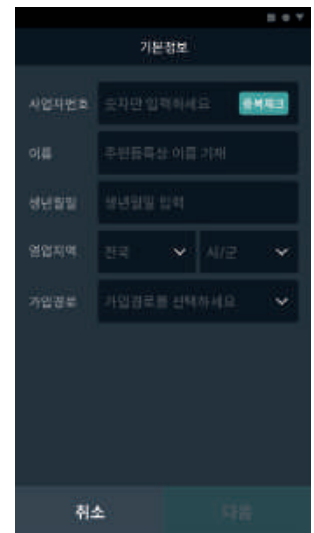 기본정보
사업자번호 숫자만 입력하세요 중복체크
이름 주민등록상 이름 기재
생년월일 생년월일 입력
영업지역 전국 시/군
가입경로 가입경로를 선택하세요
취소 다음